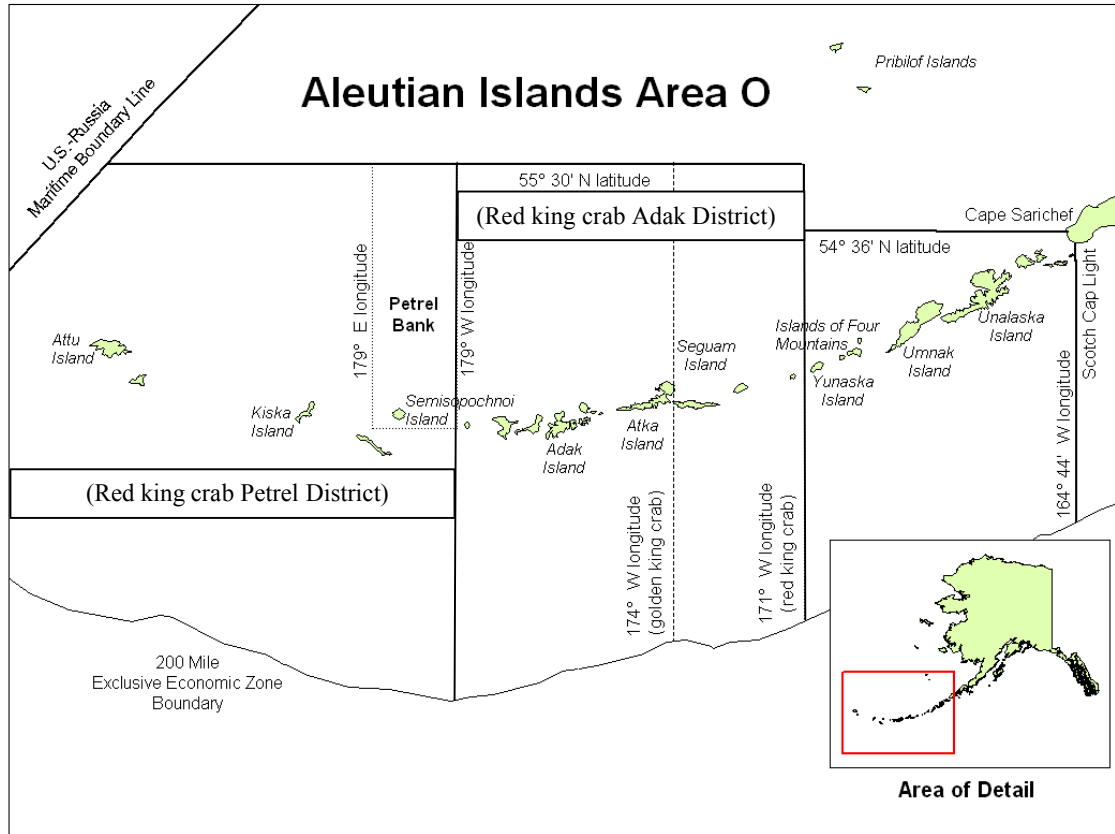 Aleutian Islands Area O
Pribilof Islands
U.S.-Russia
Maritime Boundary Line
55° 30' N latitude
(Red king crab Adak District)
Cape Sarichef
54° 36' N latitude
Scotch Cap Light
179° E longitude
Petrel
Bank
179° W longitude
Attu
Island
Kiska
Island
Semisopochnoi
Island
Adak
Island
Atka
Island
Seguam
Island
Islands of Four
Mountains
Yunaska
Island
Umnak
Island
Unalaska
Island
164° 44' W longitude
(Red king crab Petrel District)
174° W longitude
(golden king crab)
171° W longitude
(red king crab)
200 Mile
Exclusive Economic Zone
Boundary
Area of Detail